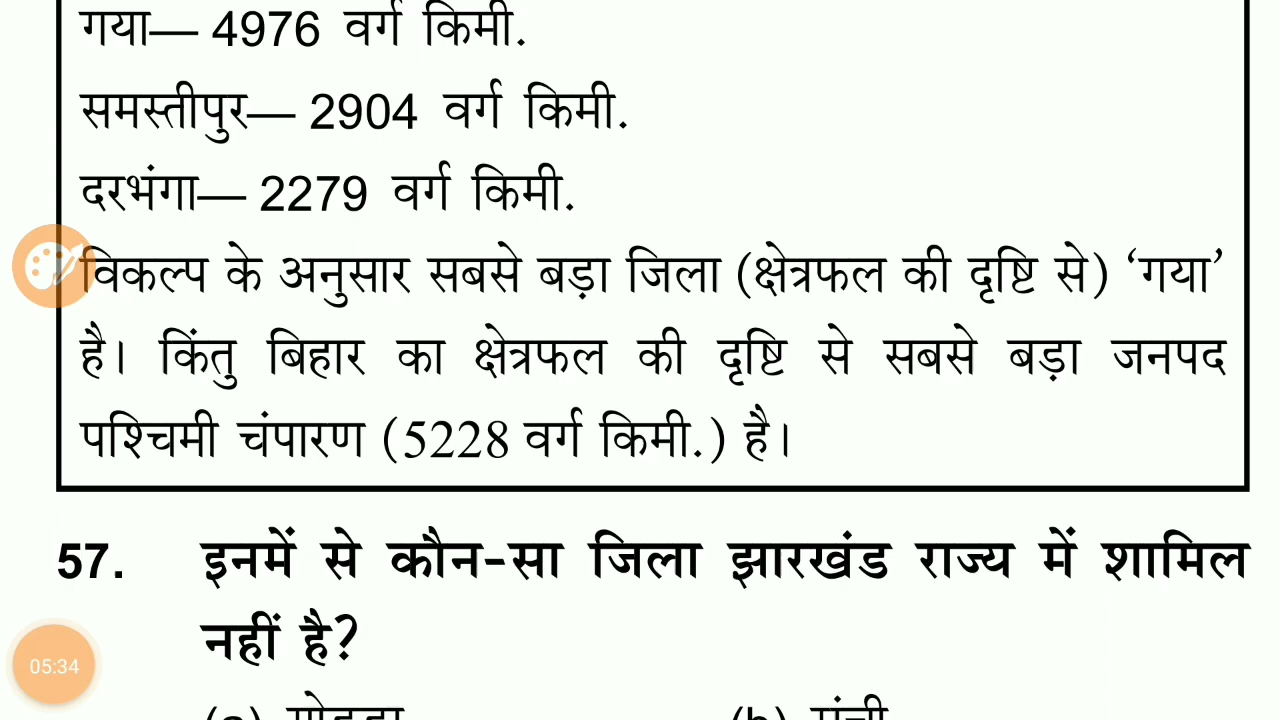 गया— 4976 वर्ग किमी.
समस्तीपुर— 2904 वर्ग किमी.
दरभंगा— 2279 वर्ग किमी.
विकल्प के अनुसार सबसे बड़ा जिला (क्षेत्रफल की दृष्टि से) ‘गया’
है। किंतु बिहार का क्षेत्रफल की दृष्टि से सबसे बड़ा जनपद
पश्चिमी चंपारण (5228 वर्ग किमी.) है।
57. इनमें से कौन-सा जिला झारखंड राज्य में शामिल
नहीं है?
05:34
(a) (b)